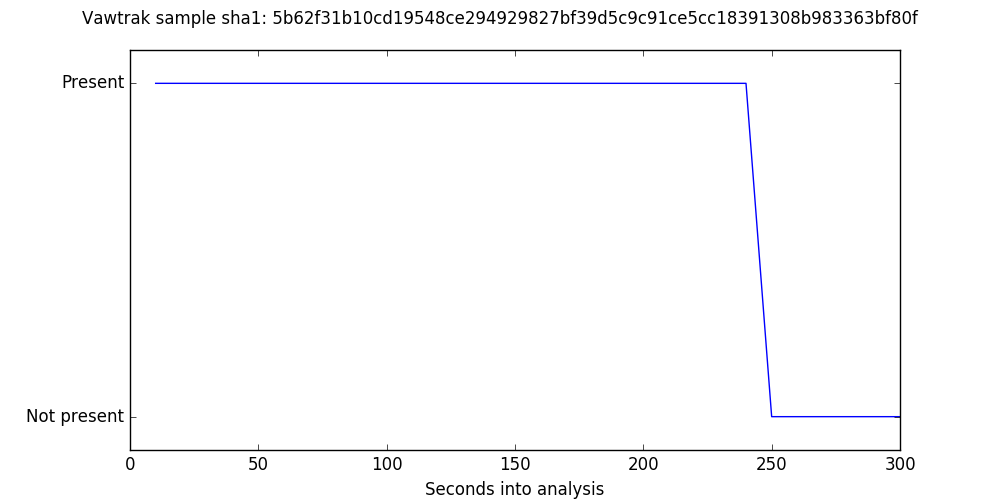 Vawtrak sample sha1: 5b62f31b10cd19548ce294929827bf39d5c9c91ce5cc18391308b983363bf80f
Present
Not present
0 50 100 150 200 250 300
Seconds into analysis